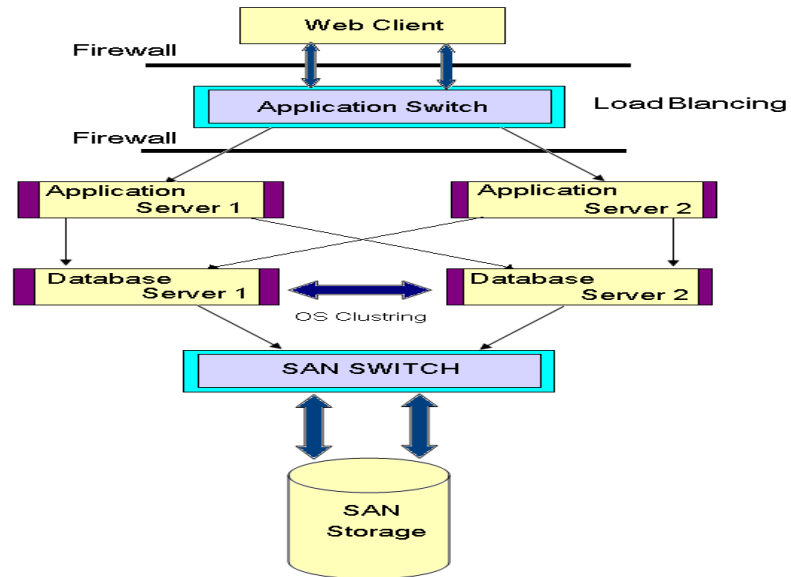 Web Client
Firewall
Application Switch
Load Blancing
Firewall
Application
Server 1
Application
Server 2
Database
Server 1
Database
Server 2
OS Clustring
SAN SWITCH
SAN
Storage